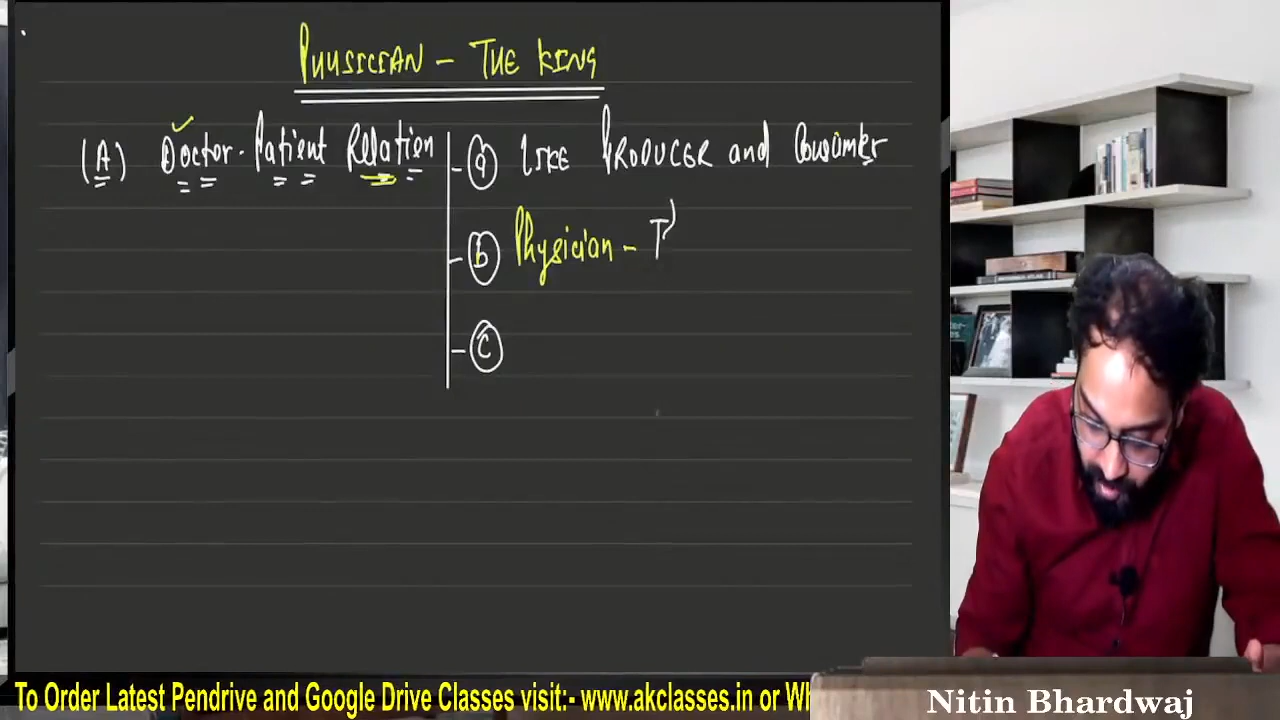 PHYSICIAN - THE KING
(A) Doctor-Patient Relation
a LIKE PRODUCER and Consumer
b Physician -
c
To Order Latest Pendrive and Google Drive Classes visit:- www.akclasses.in or Wh
Nitin Bhardwaj